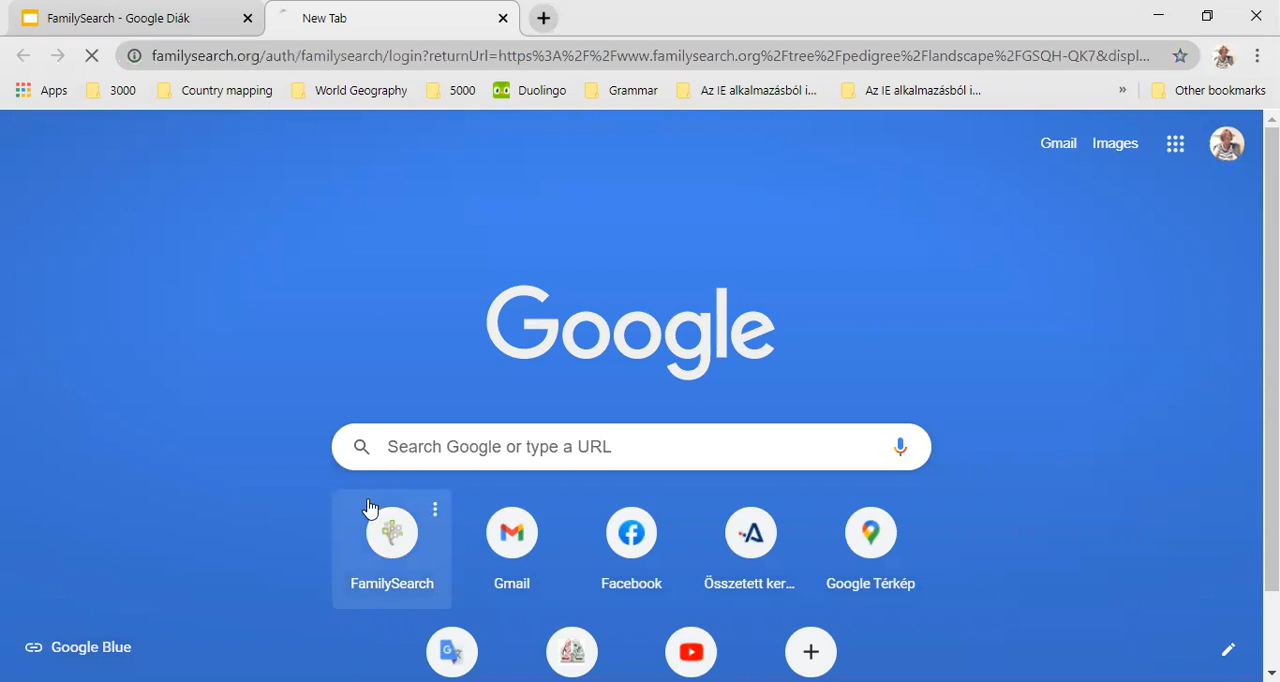 FamilySearch - Google Diák
New Tab
familysearch.org/auth/familysearch/login?returnUrl=https%3A%2F%2Fwww.familysearch.org%2Ftree%2Fpedigree%2Flandscape%2FGSQH-QK7&displ...
Apps 3000 Country mapping World Geography 5000 Duolingo Grammar Az IE alkalmazásból i... Az IE alkalmazásból i... » Other bookmarks
Gmail Images
Google
Search Google or type a URL
FamilySearch Gmail Facebook Összetett ker... Google Térkép
Google Blue